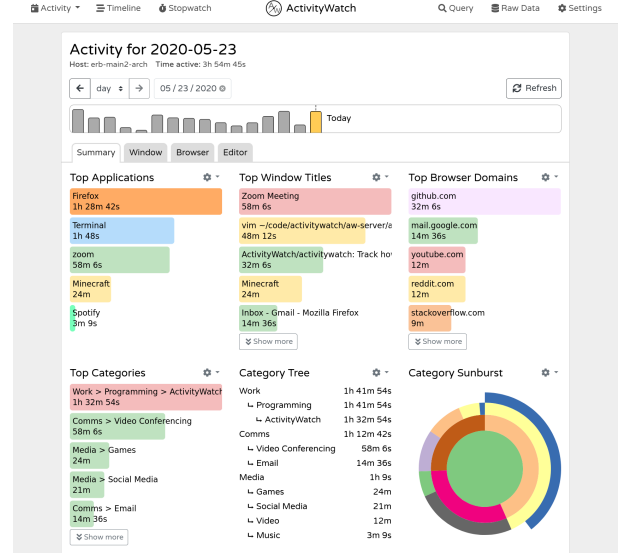 Activity
Timeline
Stopwatch
ActivityWatch
Query
Raw Data
Settings
Activity for 2020-05-23
Host: erb-main2-arch Time active: 3h 54m 45s
day
05 / 23 / 2020
Refresh
Today
Summary
Window
Browser
Editor
Top Applications
Firefox
1h 28m 42s
Terminal
1h 48s
zoom
58m 6s
Minecraft
24m
Spotify
3m 9s
Top Window Titles
Zoom Meeting
58m 6s
vim ~/code/activitywatch/aw-server/a
48m 12s
ActivityWatch/activitywatch: Track ho
32m 6s
Minecraft
24m
Inbox - Gmail - Mozilla Firefox
14m 36s
Show more
Top Browser Domains
github.com
32m 6s
mail.google.com
14m 36s
youtube.com
12m
reddit.com
12m
stackoverflow.com
9m
Show more
Top Categories
Work > Programming > ActivityWatch
1h 32m 54s
Comms > Video Conferencing
58m 6s
Media > Games
24m
Media > Social Media
21m
Comms > Email
14m 36s
Show more
Category Tree
Work 1h 41m 54s
Programming 1h 41m 54s
ActivityWatch 1h 32m 54s
Comms 1h 12m 42s
Video Conferencing 58m 6s
Email 14m 36s
Media 1h 9s
Games 24m
Social Media 21m
Video 12m
Music 3m 9s
Category Sunburst